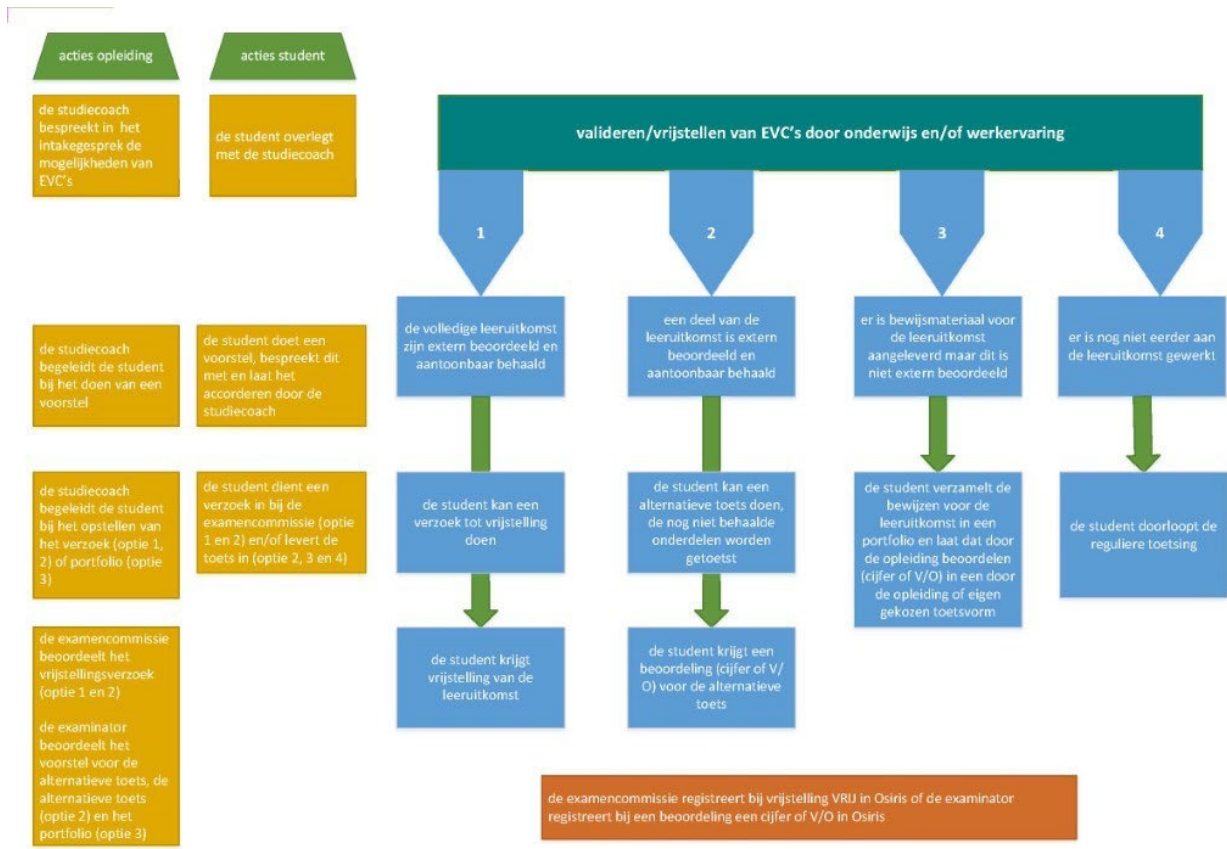 acties opleiding
acties student
de studiecoach
bespreekt in het
intakegesprek de
mogelijkheden van
EVC's
de student overlegt
met de studiecoach
valideren/vrijstellen van EVC's door onderwijs en/of werkervaring
1
2
3
4
de studiecoach
begeleidt de student
bij het doen van een
voorstel
de student doet een
voorstel, bespreekt dit
met en laat het
accorderen door de
studiecoach
de volledige leeruitkomst
zijn extern beoordeeld en
aantoonbaar behaald
een deel van de
leeruitkomst is extern
beoordeeld en
aantoonbaar behaald
er is bewijsmateriaal voor
de leeruitkomst
aangeleverd maar dit is
niet extern beoordeeld
er is nog niet eerder aan
de leeruitkomst gewerkt
de studiecoach
begeleidt de student
bij het opstellen van
het verzoek (optie 1,
2) of portfolio (optie
3)
de student dient een
verzoek in bij de
examencommissie (optie
1 en 2) en/of levert de
toets in (optie 2, 3 en 4)
de student kan een
verzoek tot vrijstelling
doen
de student kan een
alternatieve toets doen,
de nog niet behaalde
onderdelen worden
getoetst
de student verzamelt de
bewijzen voor de
leeruitkomst in een
portfolio en laat dat door
de opleiding beoordelen
(cijfer of V/O) in een door
de opleiding of eigen
gekozen toetsvorm
de student doorloopt de
reguliere toetsing
de examencommissie
beoordeelt het
vrijstellingsverzoek
(optie 1 en 2)
de examinator
beoordeelt het
voorstel voor de
alternatieve toets, de
alternatieve toets
(optie 2) en het
portfolio (optie 3)
de student krijgt
vrijstelling van de
leeruitkomst
de student krijgt een
beoordeling (cijfer of V/
O) voor de alternatieve
toets
de examencommissie registreert bij vrijstelling VRIJ in Osiris of de examinator
registreert bij een beoordeling een cijfer of V/O in Osiris